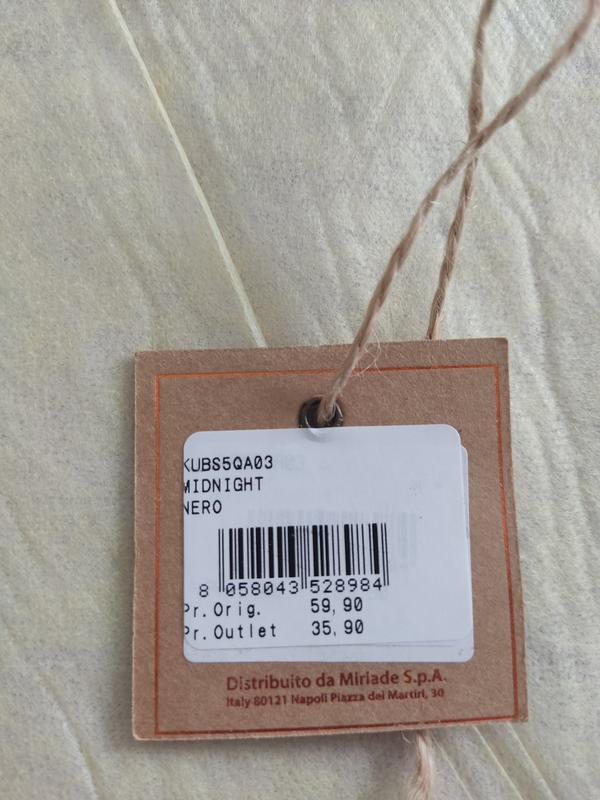 KUBS5QA03
MIDNIGHT
NERO
8 058043 528984
Pr.Orig. 59,90
Pr.Outlet 35,90
Distribuito da Miriade S.p.A.
Italy 80121 Napoli Piazza dei Martiri, 30